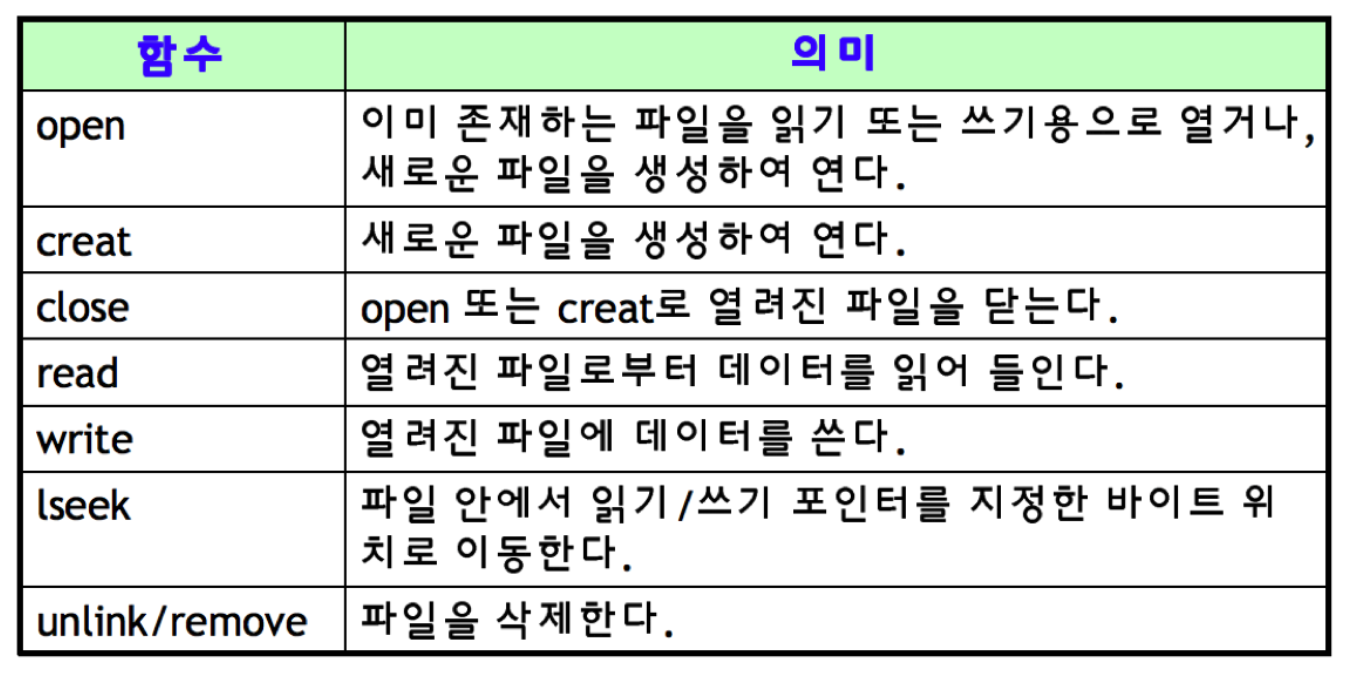 함수 의미
open 이미 존재하는 파일을 읽기 또는 쓰기용으로 열거나,
새로운 파일을 생성하여 연다.
creat 새로운 파일을 생성하여 연다.
close open 또는 creat로 열려진 파일을 닫는다.
read 열려진 파일로부터 데이터를 읽어 들인다.
write 열려진 파일에 데이터를 쓴다.
lseek 파일 안에서 읽기/쓰기 포인터를 지정한 바이트 위
치로 이동한다.
unlink/remove 파일을 삭제한다.